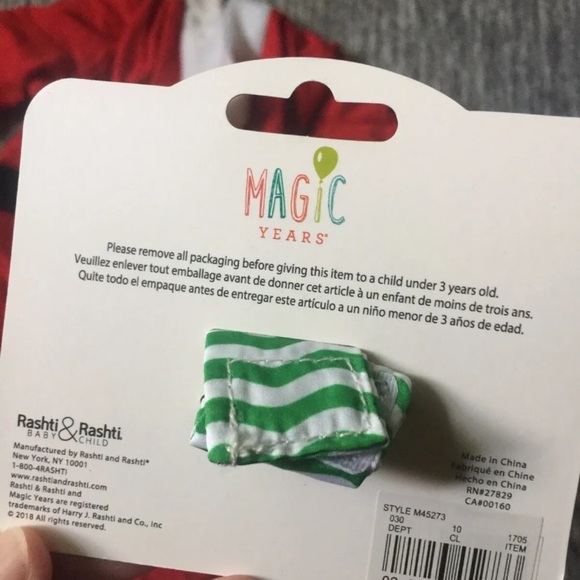 MAGIC
YEARS®
Please remove all packaging before giving this item to a child under 3 years old.
Veuillez enlever tout emballage avant de donner cet article à un enfant de moins de trois ans.
Quite todo el empaque antes de entregar este artículo a un niño menor de 3 años de edad.
Rashti & Rashti.
BABY CHILD
Manufactured by Rashti and Rashti®
New York, NY 10001
1-800-4RASHTI
www.rashtiandrashti.com
Rashti & Rashti and
Magic Years are registered
trademarks of Harry J. Rashti and Co., inc
© 2018 All rights reserved.
Made in China
Fabriqué en Chine
Hecho en China
RN#27829
CA#00160
STYLE M45273
030 10 1705
DEPT CL ITEM